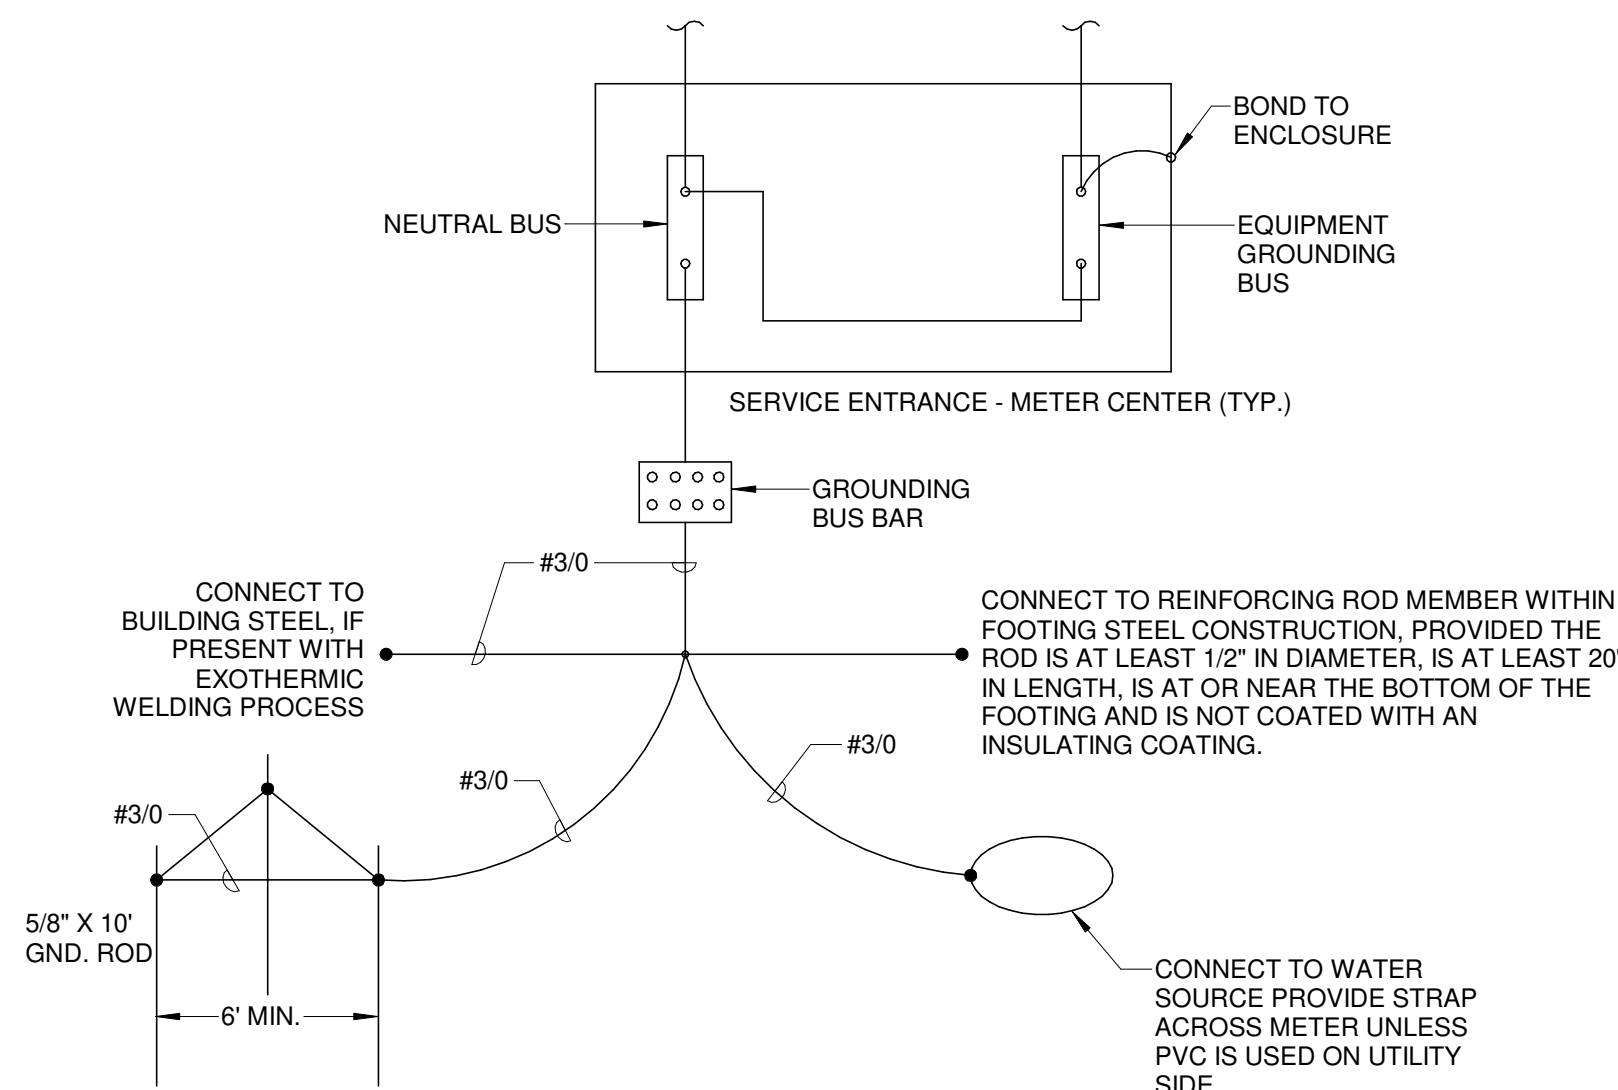 BOND TO
ENCLOSURE
NEUTRAL BUS
EQUIPMENT
GROUNDING
BUS
SERVICE ENTRANCE - METER CENTER (TYP.)
GROUNDING
BUS BAR
#3/0
CONNECT TO
BUILDING STEEL, IF
PRESENT WITH
EXOTHERMIC
WELDING PROCESS
CONNECT TO REINFORCING ROD MEMBER WITHIN
FOOTING STEEL CONSTRUCTION, PROVIDED THE
ROD IS AT LEAST 1/2" IN DIAMETER, IS AT LEAST 20'
IN LENGTH, IS AT OR NEAR THE BOTTOM OF THE
FOOTING AND IS NOT COATED WITH AN
INSULATING COATING.
#3/0
#3/0
#3/0
5/8" X 10'
GND. ROD
6' MIN.
CONNECT TO WATER
SOURCE PROVIDE STRAP
ACROSS METER UNLESS
PVC IS USED ON UTILITY
SIDE